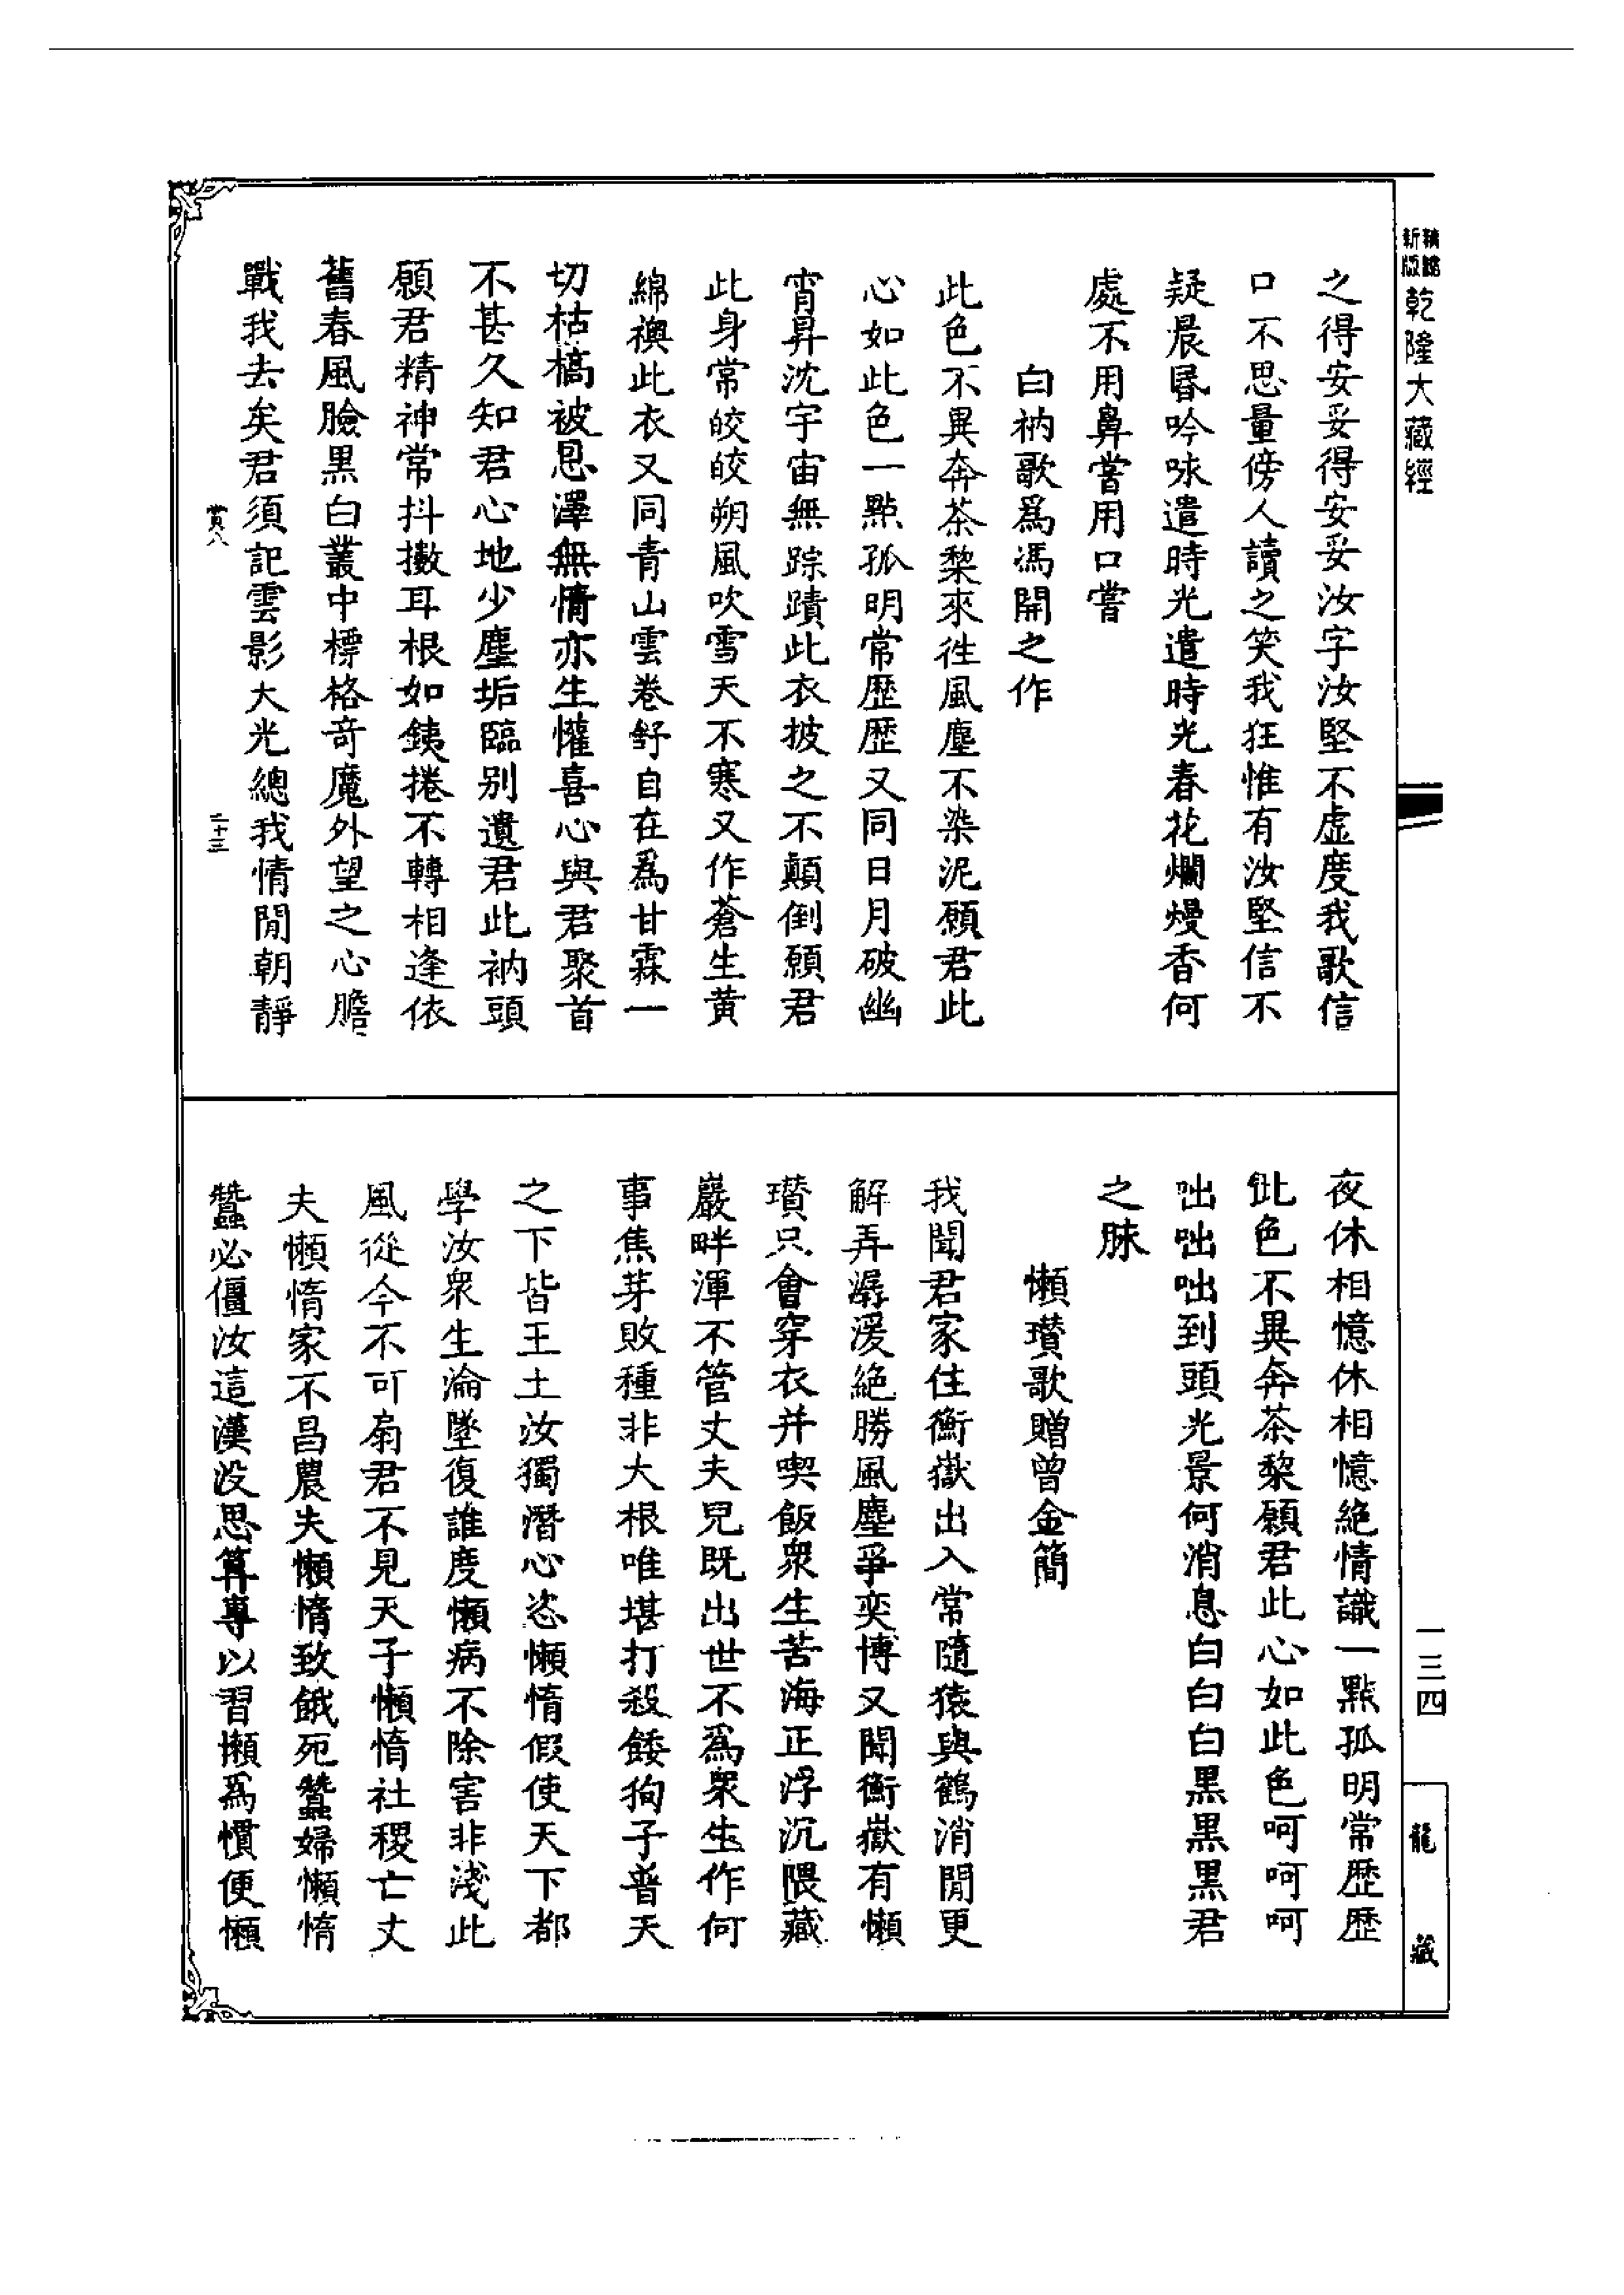 新版
精緻
乾隆大藏經
之得安妥得安妥汝字汝堅不虛度我歌信
口不思量傍人讀之笑我狂惟有汝堅信不
疑晨昬吟咏遣時光遣時光春花爛熳香何
處不用鼻嘗用口嘗
白衲歌爲馮開之作
此色不異奔茶黎來徃風塵不染泥願君此
心如此色一點孤明常歷歷又同日月破幽
宵昇沈宇宙無踪蹟此衣披之不顛倒願君
此身常皎皎朔風吹雪天不寒又作蒼生黄
綿襖此衣又同青山雲卷舒自在爲甘霖一
切枯槁被恩澤無情亦生懽喜心與君聚首
不甚久知君心地少塵垢臨别遺君此衲頭
願君精神常抖擻耳根如銕捲不轉相逢依
舊春風臉黑白叢中標格竒魔外望之心膽
戰我去矣君須記雲影大光總我情閒朝靜
賞八
二十三
夜休相憶休相憶絶情識一點孤明常歷歷
此色不異奔茶黎願君此心如此色呵呵呵
咄咄咄到頭光景何消息白白白黑黑黑君
之脉
懶瓚歌贈曾金簡
我聞君家住衡嶽出入常隨猿與鶴消閒更
解弄潺湲絶勝風塵爭奕博又聞衡嶽有懶
瓚只會穿衣并喫飯衆生苦海正浮沉隈藏
巖畔渾不管丈夫兒既出世不爲衆生作何
事焦芽敗種非大根唯堪打殺餧狗子普天
之下皆王土汝獨潛心恣懶惰假使天下都
學汝衆生淪墜復誰度懶病不除害非淺此
風從今不可扇君不見天子懶惰社稷亡丈
夫懶惰家不昌農夫懶惰致餓死蠶婦懶惰
蠶必僵汝這漢没思算專以習懶爲慣便懶
一三四
龍藏